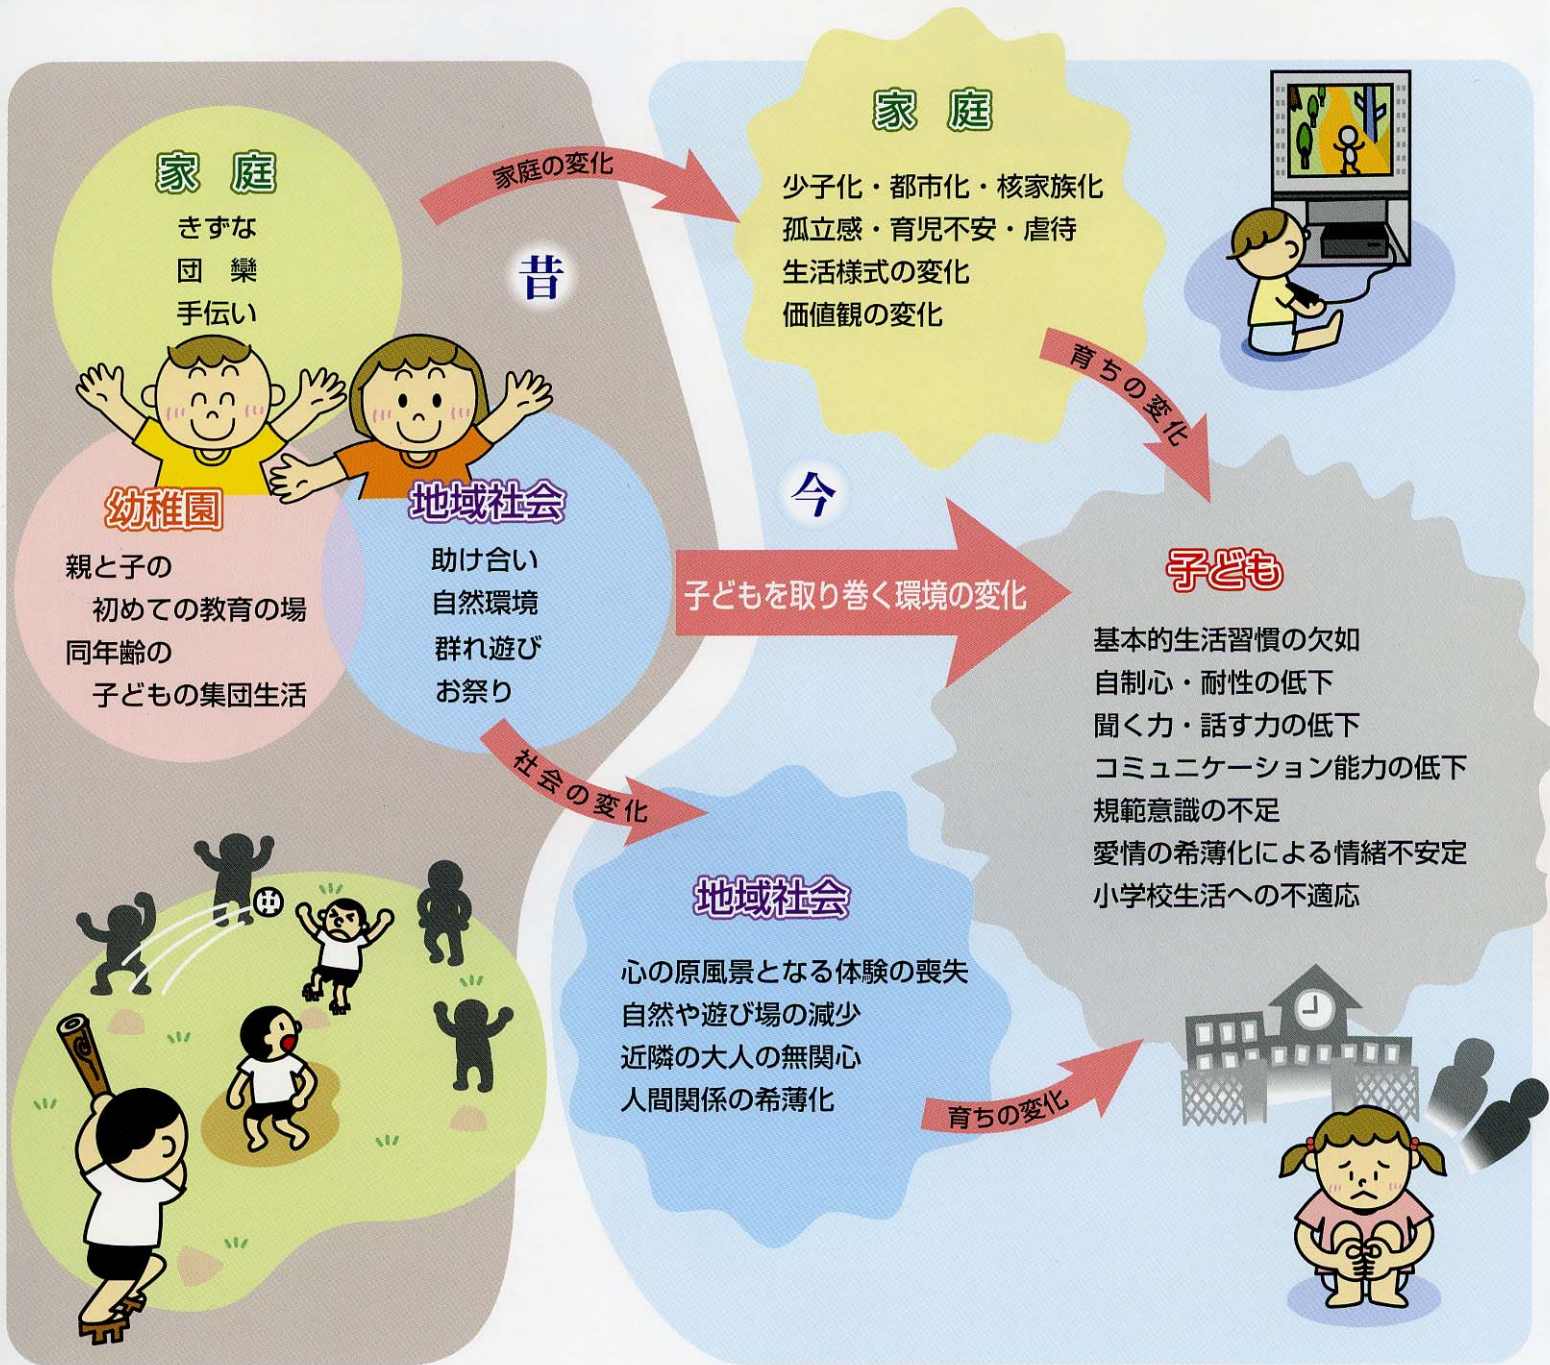 家 庭
きずな
団 欒
手伝い
幼稚園
親と子の
初めての教育の場
同年齢の
子どもの集団生活
地域社会
助け合い
自然環境
群れ遊び
お祭り
昔
家庭の変化
社会の変化
今
子どもを取り巻く環境の変化
家 庭
少子化・都市化・核家族化
孤立感・育児不安・虐待
生活様式の変化
価値観の変化
育ちの変化
地域社会
心の原風景となる体験の喪失
自然や遊び場の減少
近隣の大人の無関心
人間関係の希薄化
育ちの変化
子ども
基本的生活習慣の欠如
自制心・耐性の低下
聞く力・話す力の低下
コミュニケーション能力の低下
規範意識の不足
愛情の希薄化による情緒不安定
小学校生活への不適応